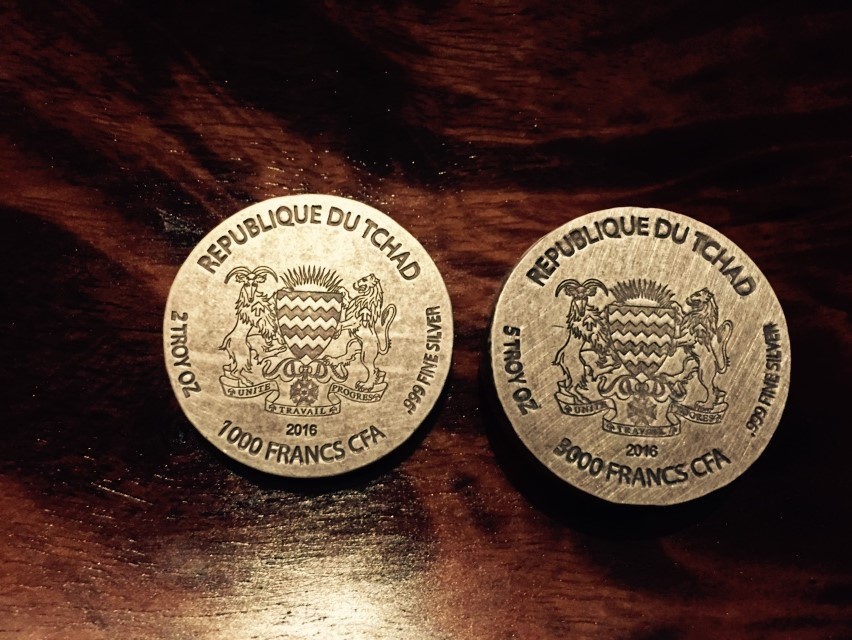 REPUBLIQUE DU TCHAD
2 TROY OZ
.999 FINE SILVER
UNITE
PROGRES
TRAVAIL
2016
1000 FRANCS CFA
REPUBLIQUE DU TCHAD
5 TROY OZ
.999 FINE SILVER
UNITE
PROGRES
TRAVAIL
2016
3000 FRANCS CFA